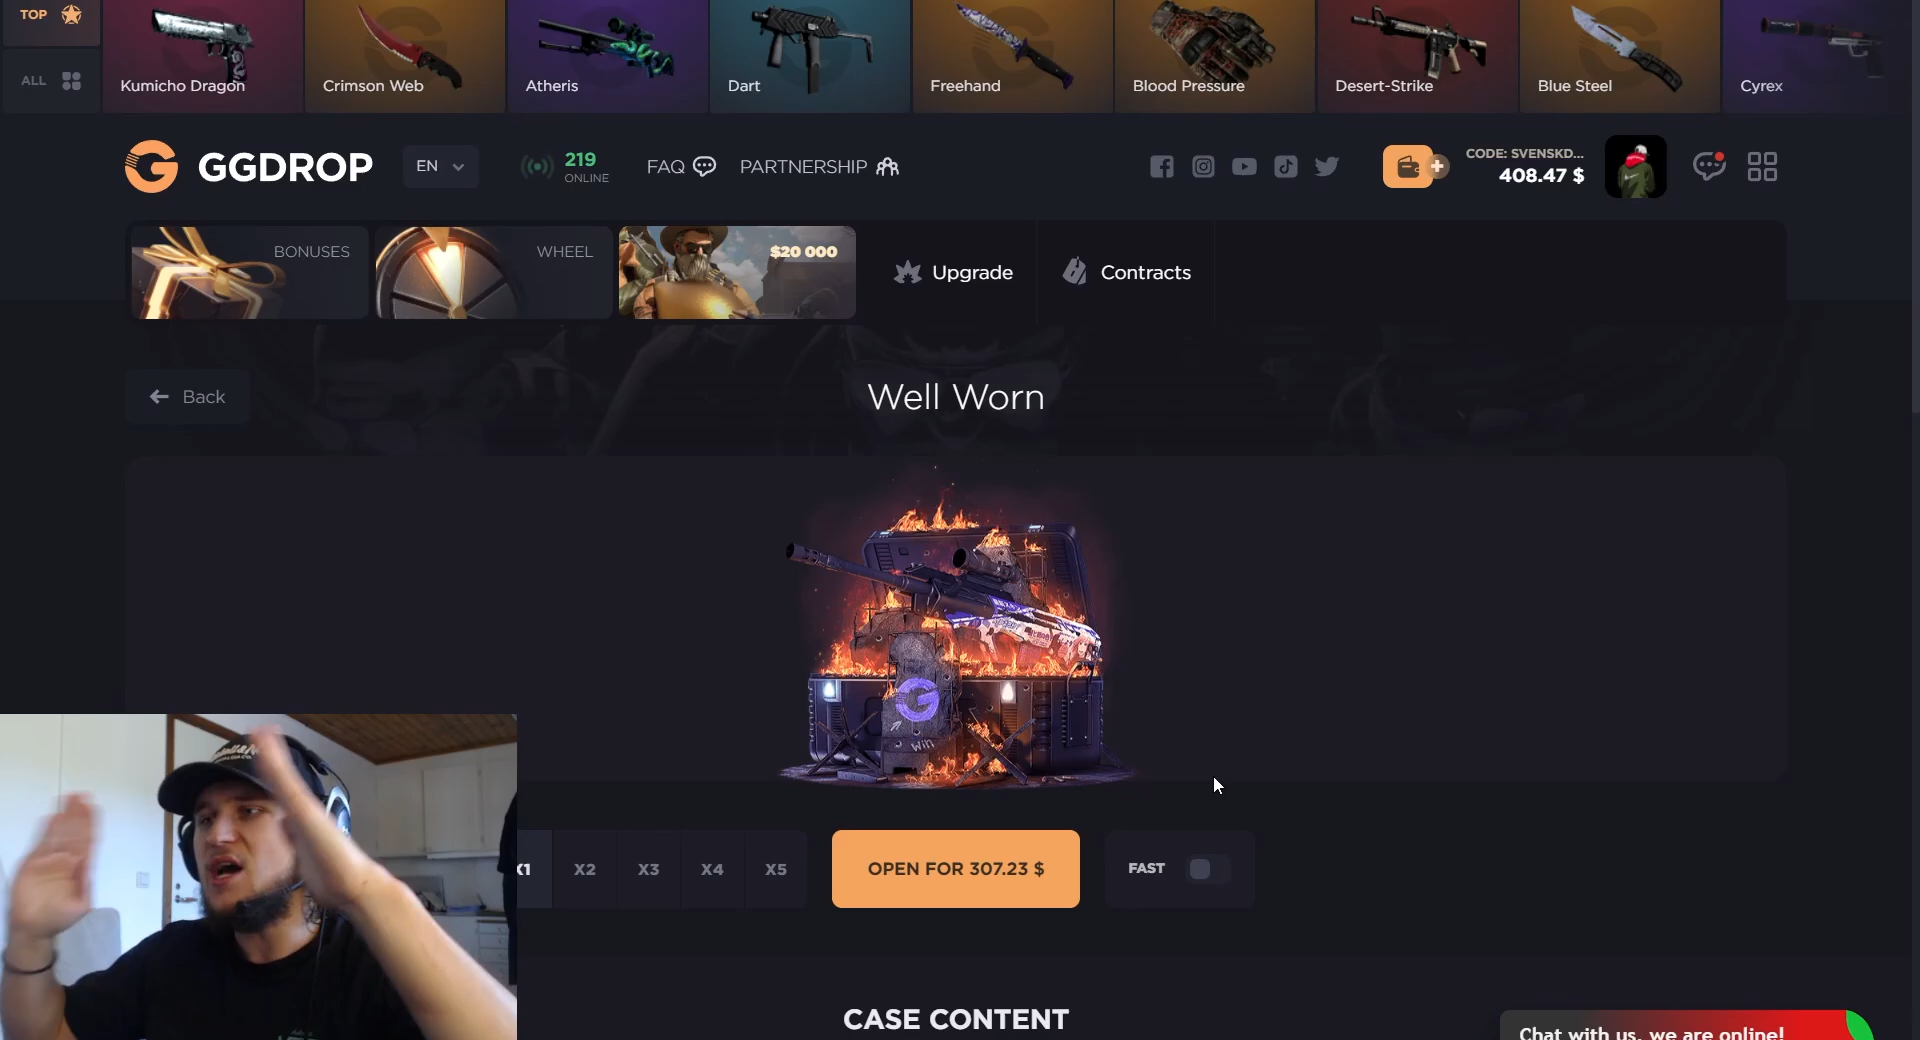 TOP
ALL
Kumicho Dragon
Crimson Web
Atheris
Dart
Freehand
Blood Pressure
Desert-Strike
Blue Steel
Cyrex
GGDROP
EN
219
ONLINE
FAQ
PARTNERSHIP
CODE: SVENSKD...
408.47 $
BONUSES
WHEEL
$20 000
Upgrade
Contracts
Back
Well Worn
Win
X1
X2
X3
X4
X5
OPEN FOR 307.23 $
FAST
CASE CONTENT
Chat with us, we are online!